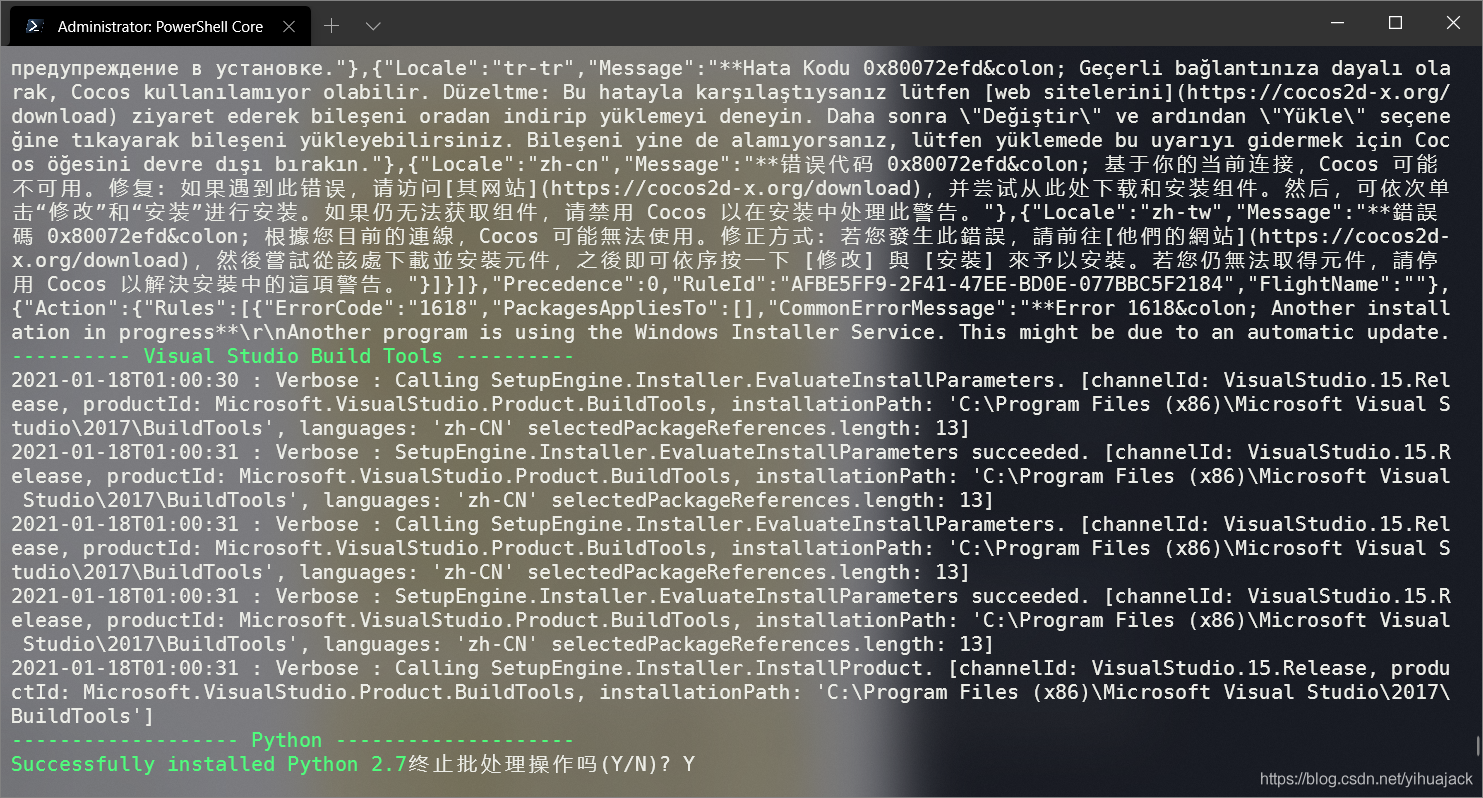 Administrator: PowerShell Core
предупреждение в установке."},{"Locale":"tr-tr","Message":"**Hata Kodu 0x80072efd&colon; Geçerli bağlantınıza dayalı ola
rak, Cocos kullanılamıyor olabilir. Düzeltme: Bu hatayla karşılaştıysanız lütfen [web sitelerini](https://cocos2d-x.org/
download) ziyaret ederek bileşeni oradan indirip yüklemeyi deneyin. Daha sonra \"Değiştir\" ve ardından \"Yükle\" seçene
ğine tıkayarak bileşeni yükleyebilirsiniz. Bileşeni yine de alamıyorsanız, lütfen yüklemede bu uyarıyı gidermek için Coc
os öğesini devre dışı bırakın."},{"Locale":"zh-cn","Message":"**错误代码 0x80072efd&colon; 基于你的当前连接，Cocos 可能
不可用。修复: 如果遇到此错误，请访问[其网站](https://cocos2d-x.org/download)，并尝试从此处下载和安装组件。然后，可依次单
击“修改”和“安装”进行安装。如果仍无法获取组件，请禁用 Cocos 以在安装中处理此警告。"},{"Locale":"zh-tw","Message":"**錯誤
碼 0x80072efd&colon; 根據您目前的連線，Cocos 可能無法使用。修正方式: 若您發生此錯誤，請前往[他們的網站](https://cocos2d-
x.org/download)，然後嘗試從該處下載並安裝元件，之後即可依序按一下 [修改] 與 [安裝] 來予以安裝。若您仍無法取得元件，請停
用 Cocos 以解決安裝中的這項警告。"}]}]},"Precedence":0,"RuleId":"AFBE5FF9-2F41-47EE-BD0E-077BBC5F2184","FlightName":""},
{"Action":{"Rules":[{"ErrorCode":"1618","PackagesAppliesTo":[],"CommonErrorMessage":"**Error 1618&colon; Another install
ation in progress**\r\nAnother program is using the Windows Installer Service. This might be due to an automatic update.
---------- Visual Studio Build Tools ----------
2021-01-18T01:00:30 : Verbose : Calling SetupEngine.Installer.EvaluateInstallParameters. [channelId: VisualStudio.15.Rel
ease, productId: Microsoft.VisualStudio.Product.BuildTools, installationPath: 'C:\Program Files (x86)\Microsoft Visual S
tudio\2017\BuildTools', languages: 'zh-CN' selectedPackageReferences.length: 13]
2021-01-18T01:00:31 : Verbose : SetupEngine.Installer.EvaluateInstallParameters succeeded. [channelId: VisualStudio.15.R
elease, productId: Microsoft.VisualStudio.Product.BuildTools, installationPath: 'C:\Program Files (x86)\Microsoft Visual
 Studio\2017\BuildTools', languages: 'zh-CN' selectedPackageReferences.length: 13]
2021-01-18T01:00:31 : Verbose : Calling SetupEngine.Installer.EvaluateInstallParameters. [channelId: VisualStudio.15.Rel
ease, productId: Microsoft.VisualStudio.Product.BuildTools, installationPath: 'C:\Program Files (x86)\Microsoft Visual S
tudio\2017\BuildTools', languages: 'zh-CN' selectedPackageReferences.length: 13]
2021-01-18T01:00:31 : Verbose : SetupEngine.Installer.EvaluateInstallParameters succeeded. [channelId: VisualStudio.15.R
elease, productId: Microsoft.VisualStudio.Product.BuildTools, installationPath: 'C:\Program Files (x86)\Microsoft Visual
 Studio\2017\BuildTools', languages: 'zh-CN' selectedPackageReferences.length: 13]
2021-01-18T01:00:31 : Verbose : Calling SetupEngine.Installer.InstallProduct. [channelId: VisualStudio.15.Release, produ
ctId: Microsoft.VisualStudio.Product.BuildTools, installationPath: 'C:\Program Files (x86)\Microsoft Visual Studio\2017\
BuildTools']
------------------- Python --------------------
Successfully installed Python 2.7终止批处理操作吗(Y/N)? Y
https://blog.csdn.net/yihuajack